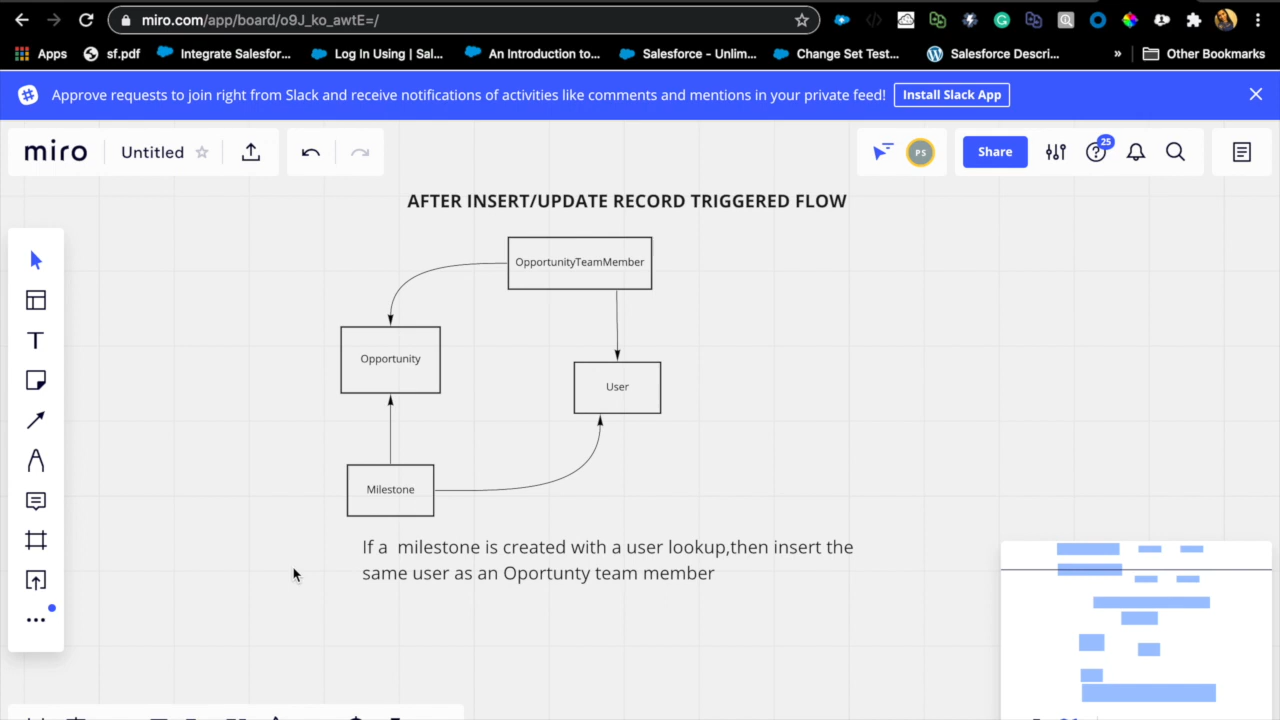 miro.com/app/board/o9J_ko_awtE=/
Apps
sf.pdf
Integrate Salesfor...
Log In Using | Sal...
An Introduction to...
Salesforce - Unlim...
Change Set Test...
Salesforce Descri...
»
Other Bookmarks
Approve requests to join right from Slack and receive notifications of activities like comments and mentions in your private feed!
Install Slack App
miro
Untitled
PS
Share
25
AFTER INSERT/UPDATE RECORD TRIGGERED FLOW
OpportunityTeamMember
Opportunity
User
Milestone
If a milestone is created with a user lookup,then insert the
same user as an Oportunty team member